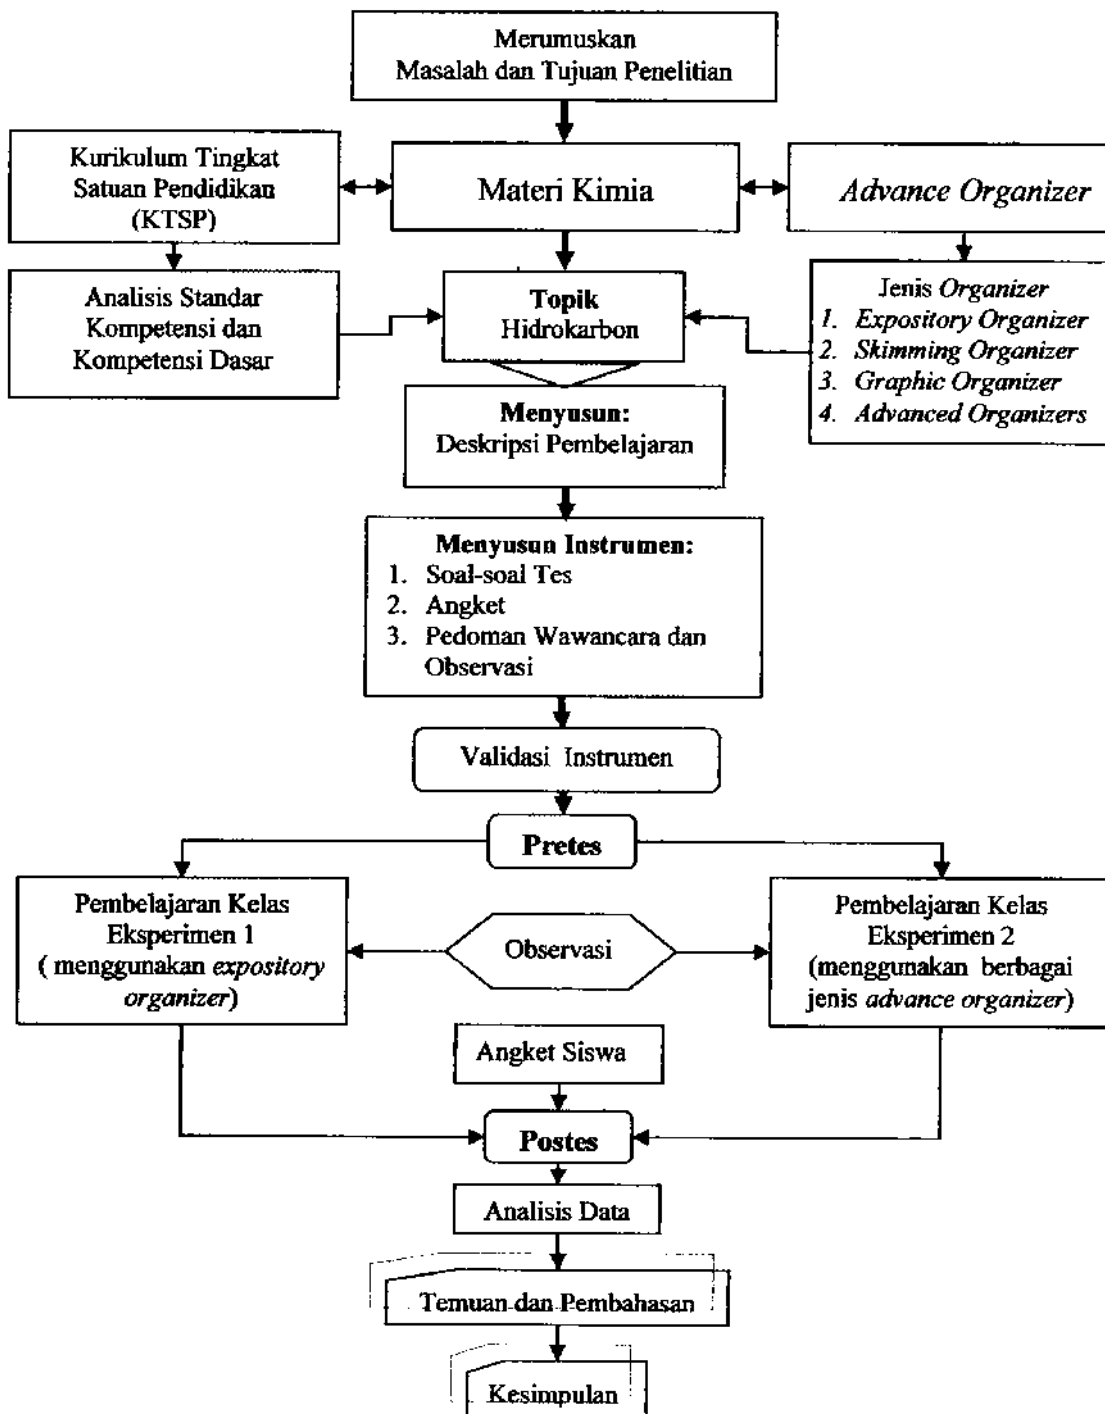 Merumuskan
Masalah dan Tujuan Penelitian
Kurikulum Tingkat
Satuan Pendidikan
(KTSP)
Materi Kimia
Advance Organizer
Analisis Standar
Kompetensi dan
Kompetensi Dasar
Topik
Hidrokarbon
Jenis Organizer
1. Expository Organizer
2. Skimming Organizer
3. Graphic Organizer
4. Advanced Organizers
Menyusun:
Deskripsi Pembelajaran
Menyusun Instrumen:
1. Soal-soal Tes
2. Angket
3. Pedoman Wawancara dan
Observasi
Validasi Instrumen
Pretes
Pembelajaran Kelas
Eksperimen 1
( menggunakan expository
organizer)
Observasi
Pembelajaran Kelas
Eksperimen 2
(menggunakan berbagai
jenis advance organizer)
Angket Siswa
Postes
Analisis Data
Temuan dan Pembahasan
Kesimpulan